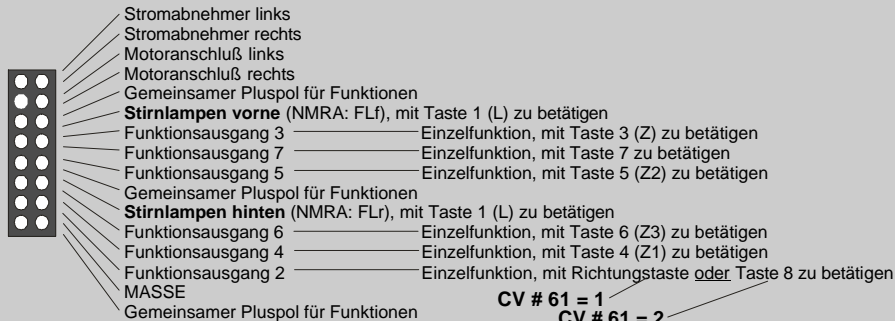 Stromabnehmer links
Stromabnehmer rechts
Motoranschluß links
Motoranschluß rechts
Gemeinsamer Pluspol für Funktionen
Stirnlampen vorne (NMRA: FLf), mit Taste 1 (L) zu betätigen
Funktionsausgang 3 Einzelfunktion, mit Taste 3 (Z) zu betätigen
Funktionsausgang 7 Einzelfunktion, mit Taste 7 zu betätigen
Funktionsausgang 5 Einzelfunktion, mit Taste 5 (Z2) zu betätigen
Gemeinsamer Pluspol für Funktionen
Stirnlampen hinten (NMRA: FLr), mit Taste 1 (L) zu betätigen
Funktionsausgang 6 Einzelfunktion, mit Taste 6 (Z3) zu betätigen
Funktionsausgang 4 Einzelfunktion, mit Taste 4 (Z1) zu betätigen
Funktionsausgang 2 Einzelfunktion, mit Richtungstaste oder Taste 8 zu betätigen
MASSE
CV # 61 = 1
Gemeinsamer Pluspol für Funktionen
CV # 61 = 2